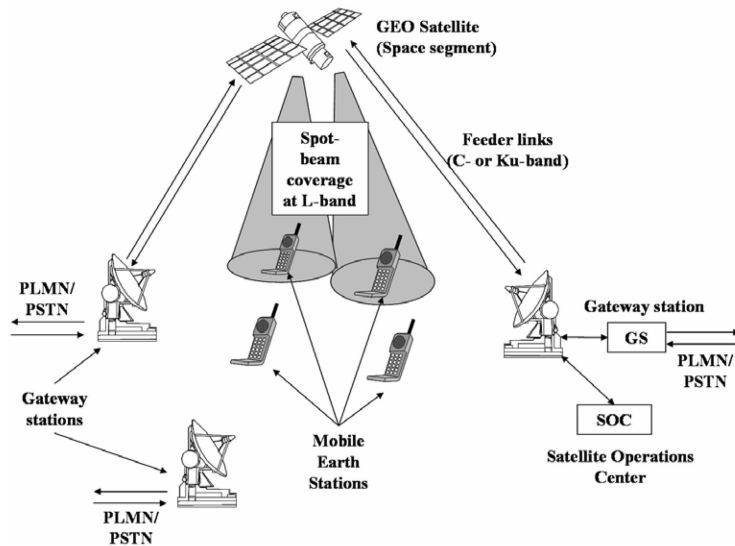 GEO Satellite
(Space segment)
Spot-
beam
coverage
at L-band
Feeder links
(C- or Ku-band)
PLMN/
PSTN
Gateway station
GS
PLMN/
PSTN
Gateway
stations
SOC
Mobile
Earth
Stations
Satellite Operations
Center
PLMN/
PSTN